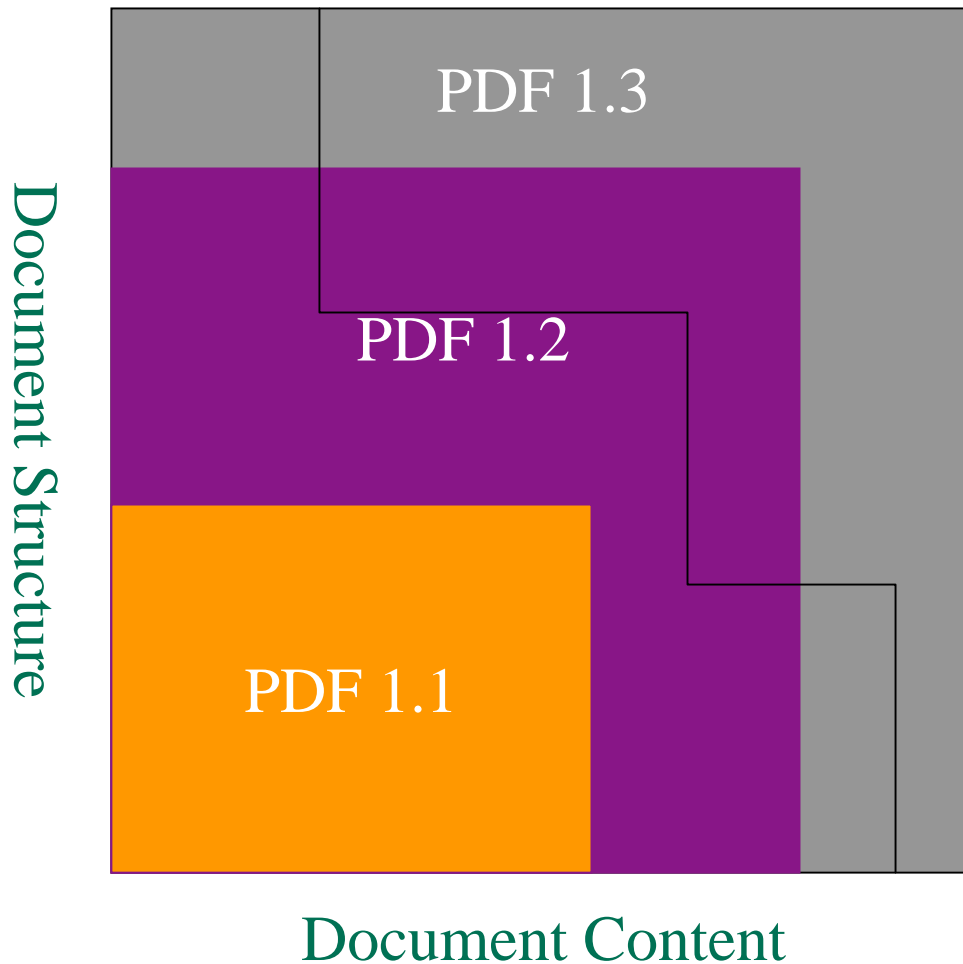 PDF 1.3
Document Structure
PDF 1.2
PDF 1.1
Document Content